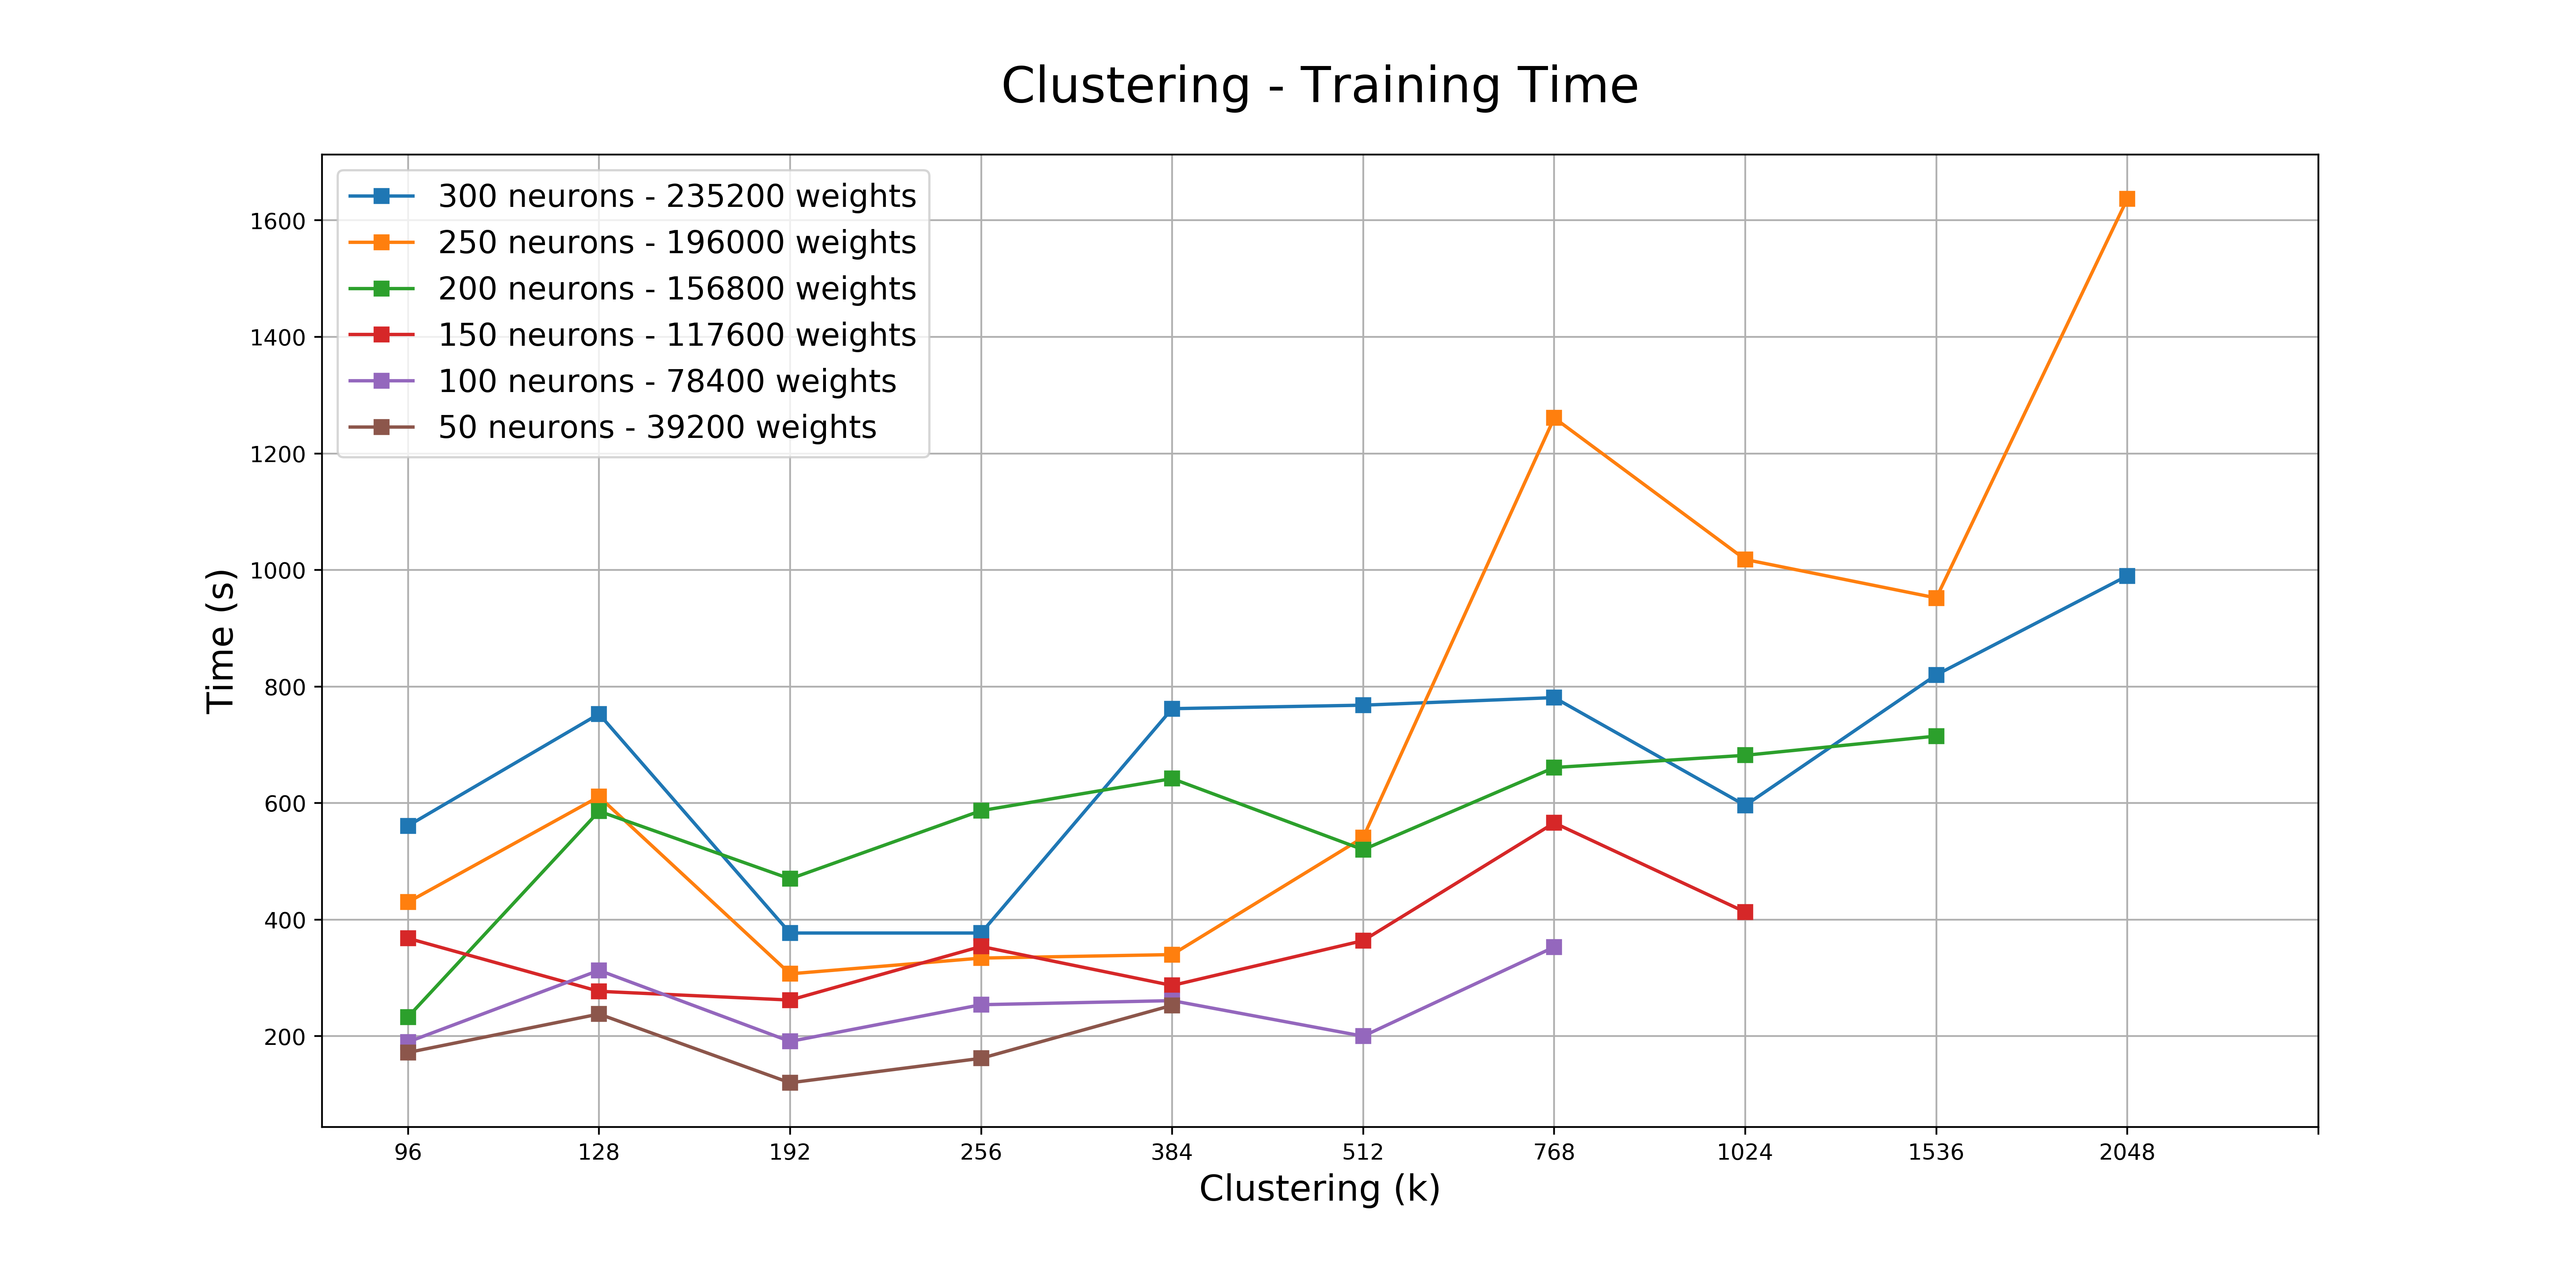 Clustering - Training Time
300 neurons - 235200 weights
250 neurons - 196000 weights
200 neurons - 156800 weights
150 neurons - 117600 weights
100 neurons - 78400 weights
50 neurons - 39200 weights
Time (s)
1600
1400
1200
1000
800
600
400
200
96 128 192 256 384 512 768 1024 1536 2048
Clustering (k)